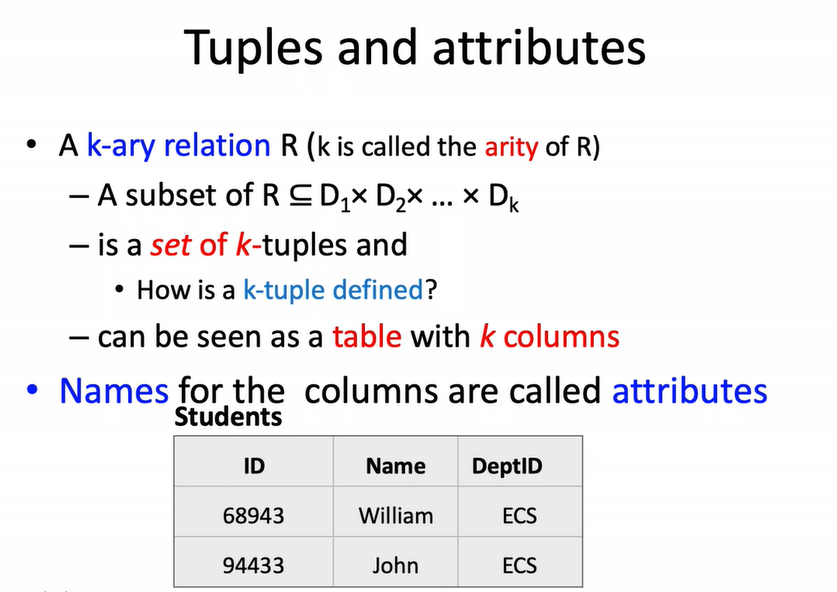 Tuples and attributes
• A k-ary relation R (k is called the arity of R)
– A subset of R ⊆ D₁× D₂× ... × Dₖ
– is a set of k-tuples and
• How is a k-tuple defined?
– can be seen as a table with k columns
• Names for the columns are called attributes
Students
ID Name DeptID
68943 William ECS
94433 John ECS